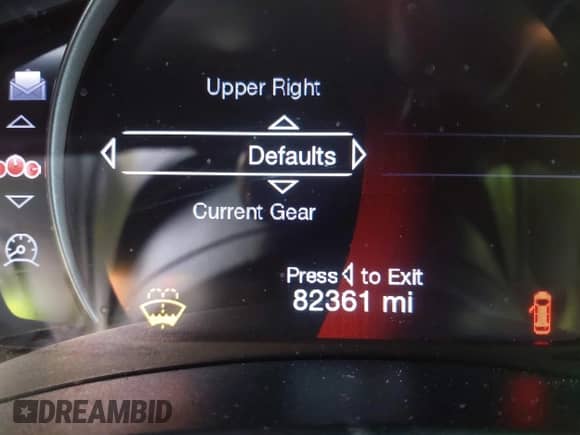 Upper Right
Defaults
Current Gear
Press to Exit
82361 mi
DREAMBID